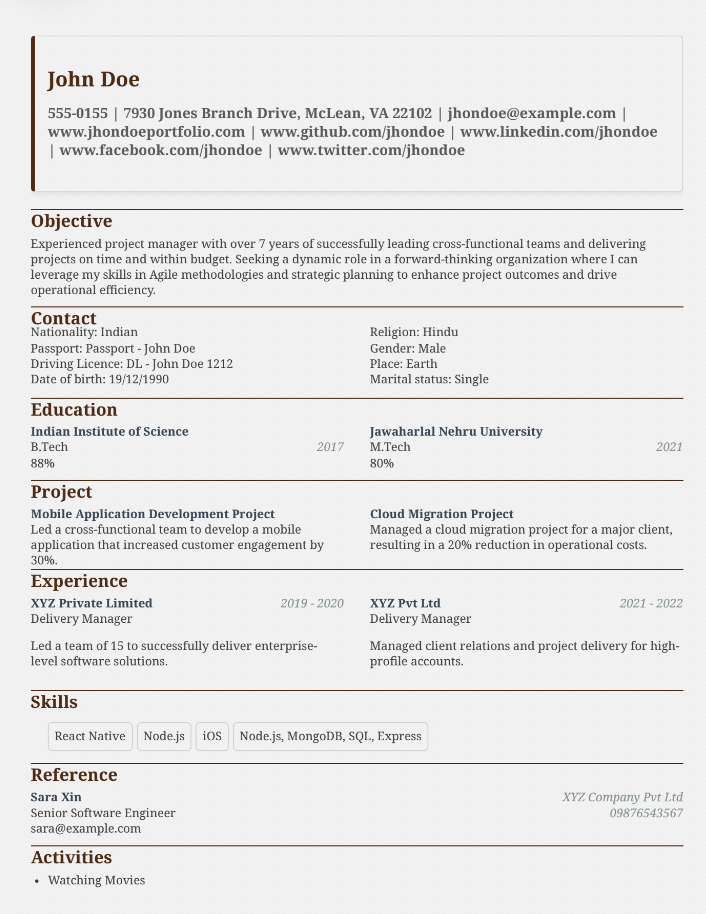 John Doe
555-0155 | 7930 Jones Branch Drive, McLean, VA 22102 | jhondoe@example.com |
www.jhondoeportfolio.com | www.github.com/jhondoe | www.linkedin.com/jhondoe
| www.facebook.com/jhondoe | www.twitter.com/jhondoe
Objective
Experienced project manager with over 7 years of successfully leading cross-functional teams and delivering
projects on time and within budget. Seeking a dynamic role in a forward-thinking organization where I can
leverage my skills in Agile methodologies and strategic planning to enhance project outcomes and drive
operational efficiency.
Contact
Nationality: Indian
Passport: Passport - John Doe
Driving Licence: DL - John Doe 1212
Date of birth: 19/12/1990
Religion: Hindu
Gender: Male
Place: Earth
Marital status: Single
Education
Indian Institute of Science
B.Tech 2017
88%
Jawaharlal Nehru University
M.Tech 2021
80%
Project
Mobile Application Development Project
Led a cross-functional team to develop a mobile
application that increased customer engagement by
30%.
Cloud Migration Project
Managed a cloud migration project for a major client,
resulting in a 20% reduction in operational costs.
Experience
XYZ Private Limited 2019 - 2020
Delivery Manager
Led a team of 15 to successfully deliver enterprise-
level software solutions.
XYZ Pvt Ltd 2021 - 2022
Delivery Manager
Managed client relations and project delivery for high-
profile accounts.
Skills
React Native Node.js iOS Node.js, MongoDB, SQL, Express
Reference
Sara Xin XYZ Company Pvt Ltd
Senior Software Engineer 09876543567
sara@example.com
Activities
• Watching Movies